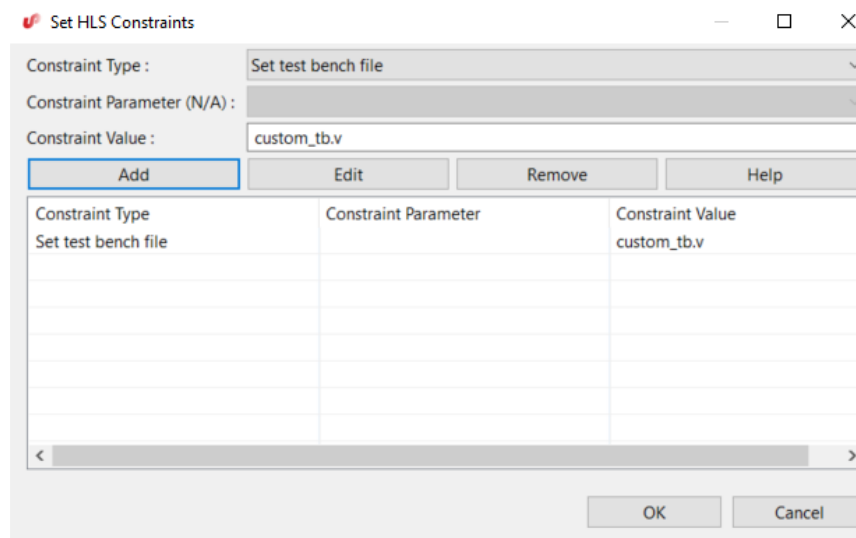 Set HLS Constraints
Constraint Type : Set test bench file
Constraint Parameter (N/A) :
Constraint Value : custom_tb.v
Add Edit Remove Help
Constraint Type Constraint Parameter Constraint Value
Set test bench file custom_tb.v
OK Cancel